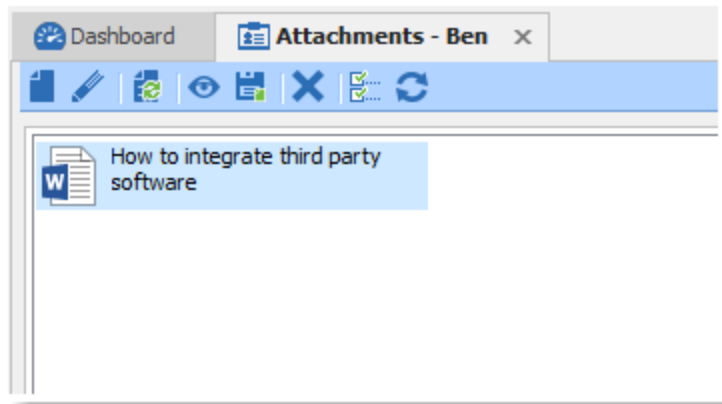 Dashboard
Attachments - Ben
How to integrate third party
software
W